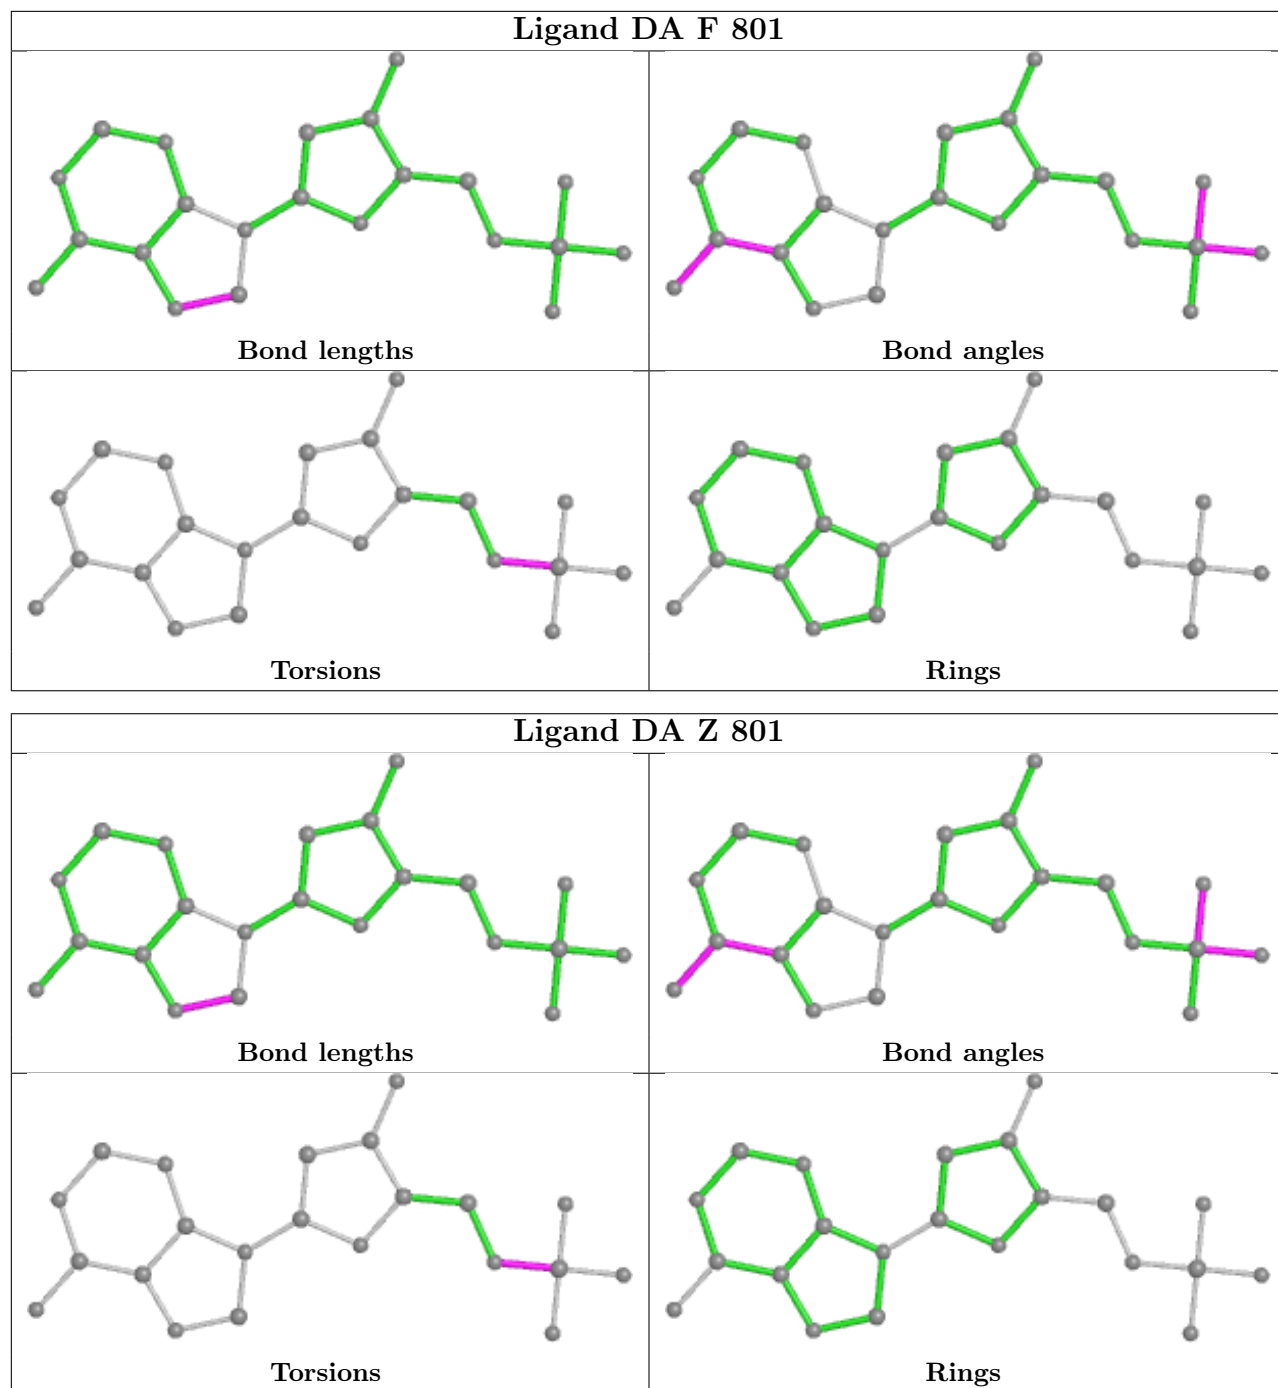 Ligand DA F 801
Bond lengths
Bond angles
Torsions
Rings
Ligand DA Z 801
Bond lengths
Bond angles
Torsions
Rings